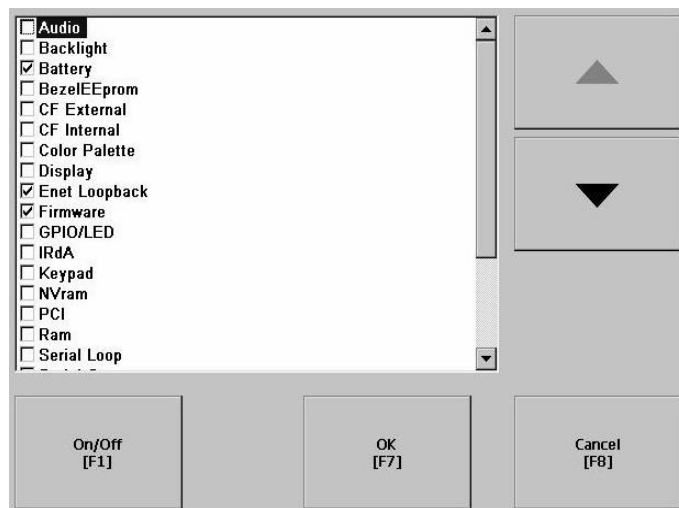 Audio
Backlight
Battery
BezelEEprom
CF External
CF Internal
Color Palette
Display
Enet Loopback
Firmware
GPIO/LED
IRdA
Keypad
NVram
PCI
Ram
Serial Loop
On/Off
[F1]
OK
[F7]
Cancel
[F8]